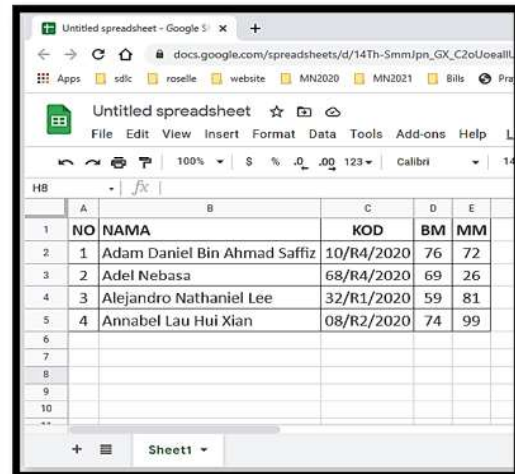 Untitled spreadsheet - Google S
docs.google.com/spreadsheets/d/14Th-SmmJpn_GX_C2oUoeallU
Apps sdlc roselle website MN2020 MN2021 Bills Pra
Untitled spreadsheet
File Edit View Insert Format Data Tools Add-ons Help L
100% $ % .0 .00 123 Calibri 14
H8 fx
A B C D E
1 NO NAMA KOD BM MM
2 1 Adam Daniel Bin Ahmad Saffiz 10/R4/2020 76 72
3 2 Adel Nebasa 68/R4/2020 69 26
4 3 Alejandro Nathaniel Lee 32/R1/2020 59 81
5 4 Annabel Lau Hui Xian 08/R2/2020 74 99
6
7
8
9
10
+ Sheet1